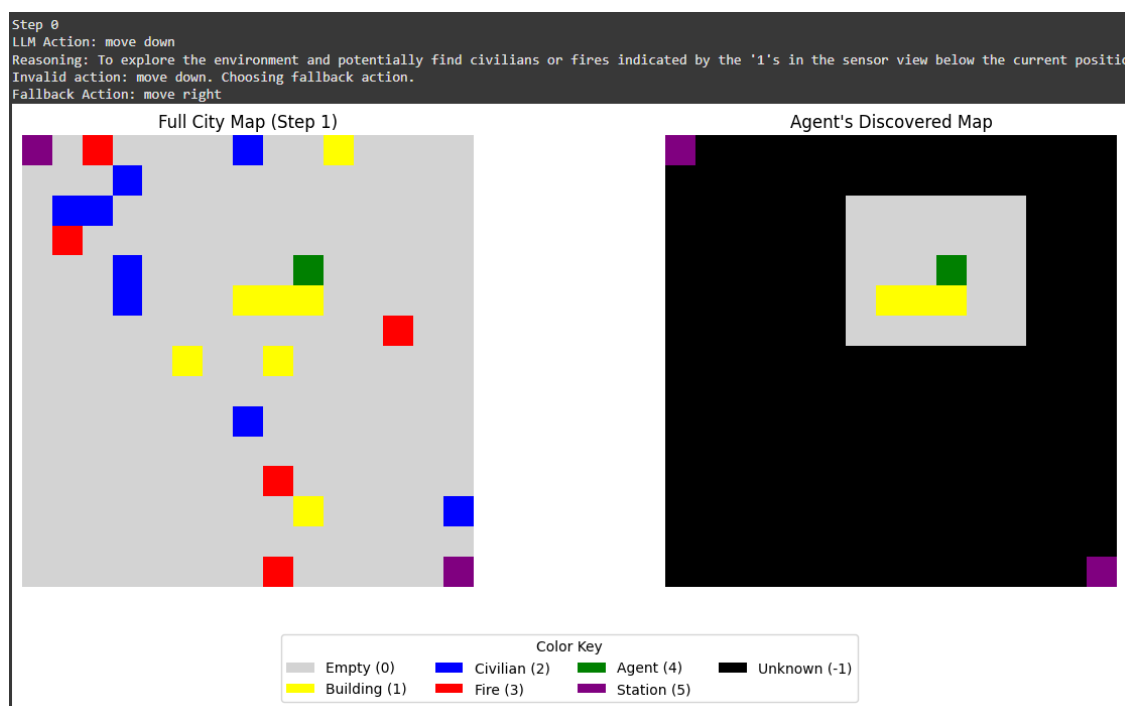 Step 0
LLM Action: move down
Reasoning: To explore the environment and potentially find civilians or fires indicated by the '1's in the sensor view below the current
Invalid action: move down. Choosing fallback action.
Fallback Action: move right
Full City Map (Step 1)
Agent's Discovered Map
Color Key
Empty (0)
Building (1)
Civilian (2)
Fire (3)
Agent (4)
Station (5)
Unknown (-1)